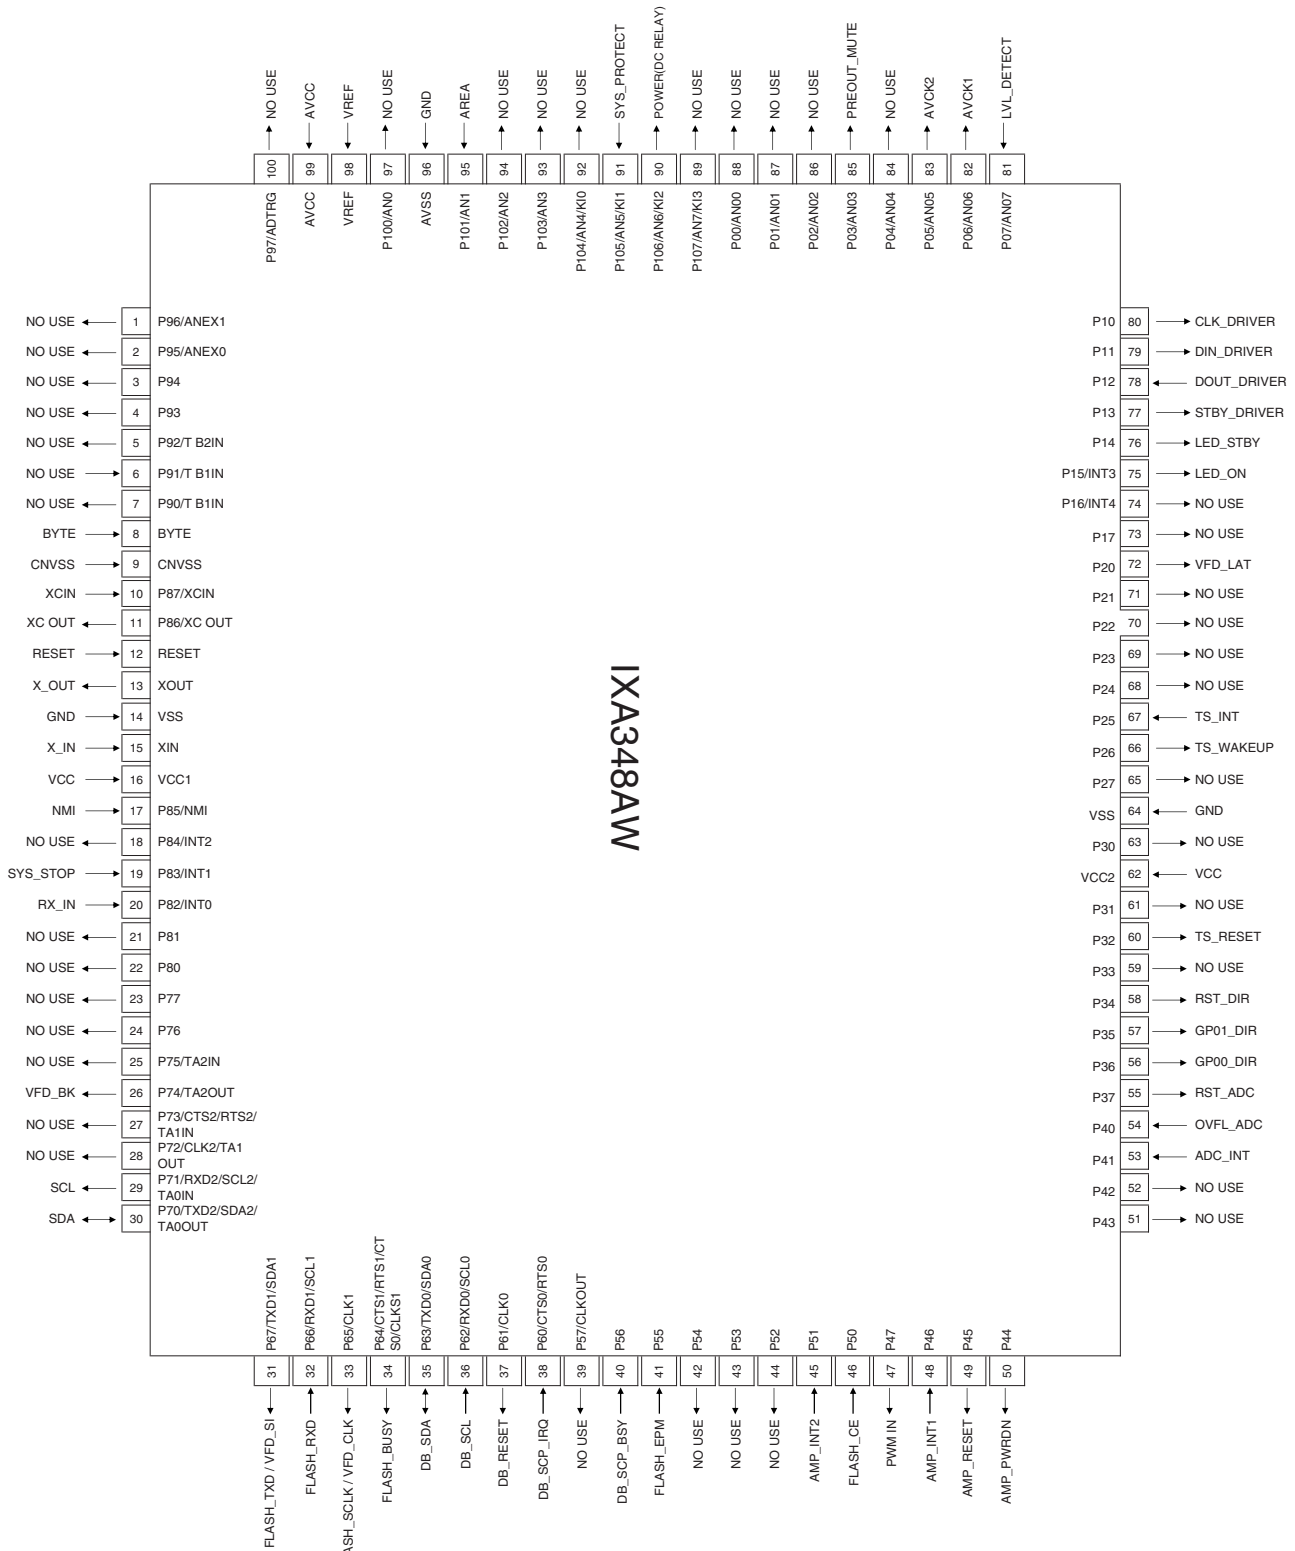 NO USE AVCC VREF NO USE GND AREA NO USE NO USE NO USE SYS_PROTECT POWER(DC RELAY) NO USE NO USE NO USE NO USE PREOUT_MUTE NO USE AVCK2 AVCK1 LVL_DETECT
100 99 98 97 96 95 94 93 92 91 90 89 88 87 86 85 84 83 82 81
P97/ADTRG AVCC VREF P100/AN0 AVSS P101/AN1 P102/AN2 P103/AN3 P104/AN4/KI0 P105/AN5/KI1 P106/AN6/KI2 P107/AN7/KI3 P00/AN00 P01/AN01 P02/AN02 P03/AN03 P04/AN04 P05/AN05 P06/AN06 P07/AN07
NO USE 1 P96/ANEX1
NO USE 2 P95/ANEX0
NO USE 3 P94
NO USE 4 P93
NO USE 5 P92/T B2IN
NO USE 6 P91/T B1IN
NO USE 7 P90/T B1IN
BYTE 8 BYTE
CNVSS 9 CNVSS
XCIN 10 P87/XCIN
XC OUT 11 P86/XC OUT
RESET 12 RESET
X_OUT 13 XOUT
GND 14 VSS
X_IN 15 XIN
VCC 16 VCC1
NMI 17 P85/NMI
NO USE 18 P84/INT2
SYS_STOP 19 P83/INT1
RX_IN 20 P82/INT0
NO USE 21 P81
NO USE 22 P80
NO USE 23 P77
NO USE 24 P76
NO USE 25 P75/TA2IN
VFD_BK 26 P74/TA2OUT
NO USE 27 P73/CTS2/RTS2/
TA1IN
NO USE 28 P72/CLK2/TA1
OUT
SCL 29 P71/RXD2/SCL2/
TA0IN
SDA 30 P70/TXD2/SDA2/
TA0OUT
IXA348AW
P10 80 CLK_DRIVER
P11 79 DIN_DRIVER
P12 78 DOUT_DRIVER
P13 77 STBY_DRIVER
P14 76 LED_STBY
P15/INT3 75 LED_ON
P16/INT4 74 NO USE
P17 73 NO USE
P20 72 VFD_LAT
P21 71 NO USE
P22 70 NO USE
P23 69 NO USE
P24 68 NO USE
P25 67 TS_INT
P26 66 TS_WAKEUP
P27 65 NO USE
VSS 64 GND
P30 63 NO USE
VCC2 62 VCC
P31 61 NO USE
P32 60 TS_RESET
P33 59 NO USE
P34 58 RST_DIR
P35 57 GP01_DIR
P36 56 GP00_DIR
P37 55 RST_ADC
P40 54 OVFL_ADC
P41 53 ADC_INT
P42 52 NO USE
P43 51 NO USE
P67/TXD1/SDA1 P66/RXD1/SCL1 P65/CLK1 P64/CTS1/RTS1/CT
S0/CLKS1 P63/TXD0/SDA0 P62/RXD0/SCL0 P61/CLK0 P60/CTS0/RTS0 P57/CLKOUT P56 P55 P54 P53 P52 P51 P50 P47 P46 P45 P44
31 32 33 34 35 36 37 38 39 40 41 42 43 44 45 46 47 48 49 50
FLASH_TXD / VFD_SI FLASH_RXD ASH_SCLK / VFD_CLK FLASH_BUSY DB_SDA DB_SCL DB_RESET DB_SCP_IRQ NO USE DB_SCP_BSY FLASH_EPM NO USE NO USE NO USE AMP_INT2 FLASH_CE PWM IN AMP_INT1 AMP_RESET AMP_PWRDN